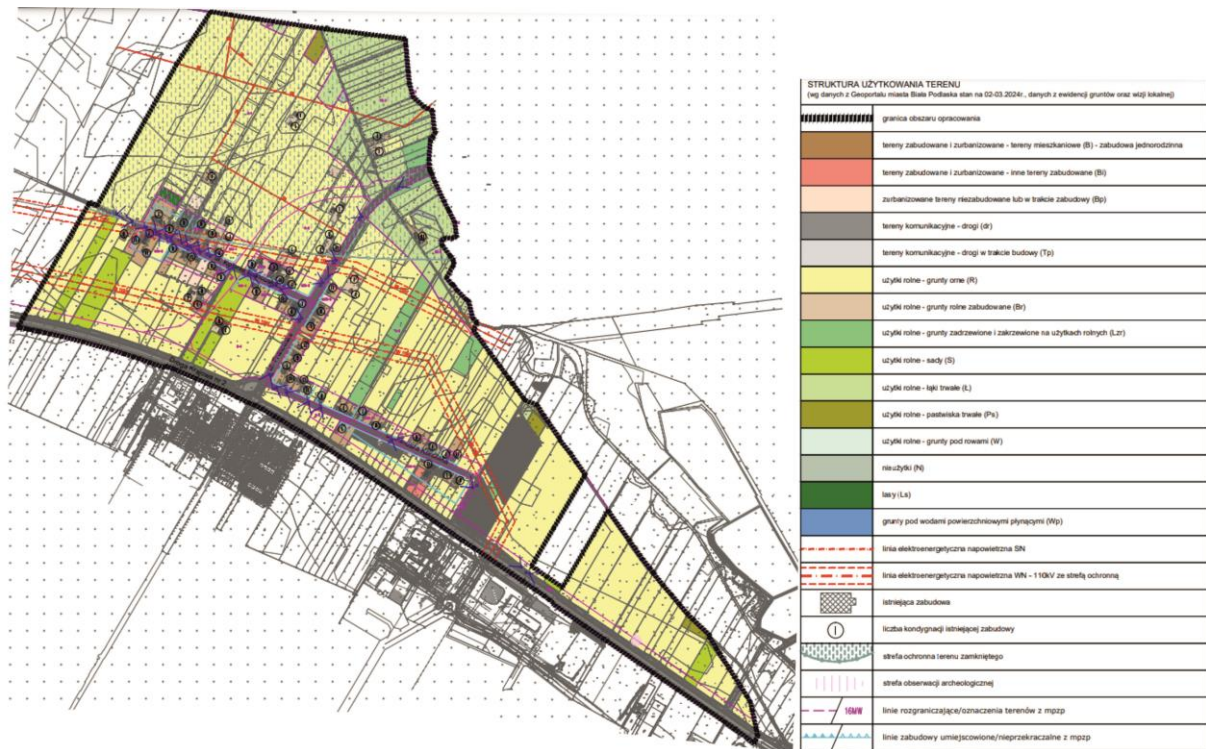 STRUKTURA UŻYTKOWANIA TERENU
(wg danych z Geoportalu miasta Biała Podlaska stan na 02-03.2024r., danych z ewidencji gruntów oraz wizji lokalnej)
granica obszaru opracowania
tereny zabudowane i zurbanizowane - tereny mieszkaniowe (B) - zabudowa jednorodzinna
tereny zabudowane i zurbanizowane - inne tereny zabudowane (Bi)
zurbanizowane tereny niezabudowane lub w trakcie zabudowy (Bp)
tereny komunikacyjne - drogi (dr)
tereny komunikacyjne - drogi w trakcie budowy (Tp)
użytki rolne - grunty orne (R)
użytki rolne - grunty rolne zabudowane (Br)
użytki rolne - grunty zadrzewione i zakrzewione na użytkach rolnych (Lzr)
użytki rolne - sady (S)
użytki rolne - łąki trwałe (Ł)
użytki rolne - pastwiska trwałe (Ps)
użytki rolne - grunty pod rowami (W)
nieużytki (N)
lasy (Ls)
grunty pod wodami powierzchniowymi płynącymi (Wp)
linia elektroenergetyczna napowietrzna SN
linia elektroenergetyczna napowietrzna WN - 110kV ze strefą ochronną
istniejąca zabudowa
I
liczba kondygnacji istniejącej zabudowy
strefa ochronna terenu zamkniętego
strefa obserwacji archeologicznej
16MW
linie rozgraniczające/oznaczenia terenów z mpzp
linie zabudowy umiejscowione/nieprzekraczalne z mpzp